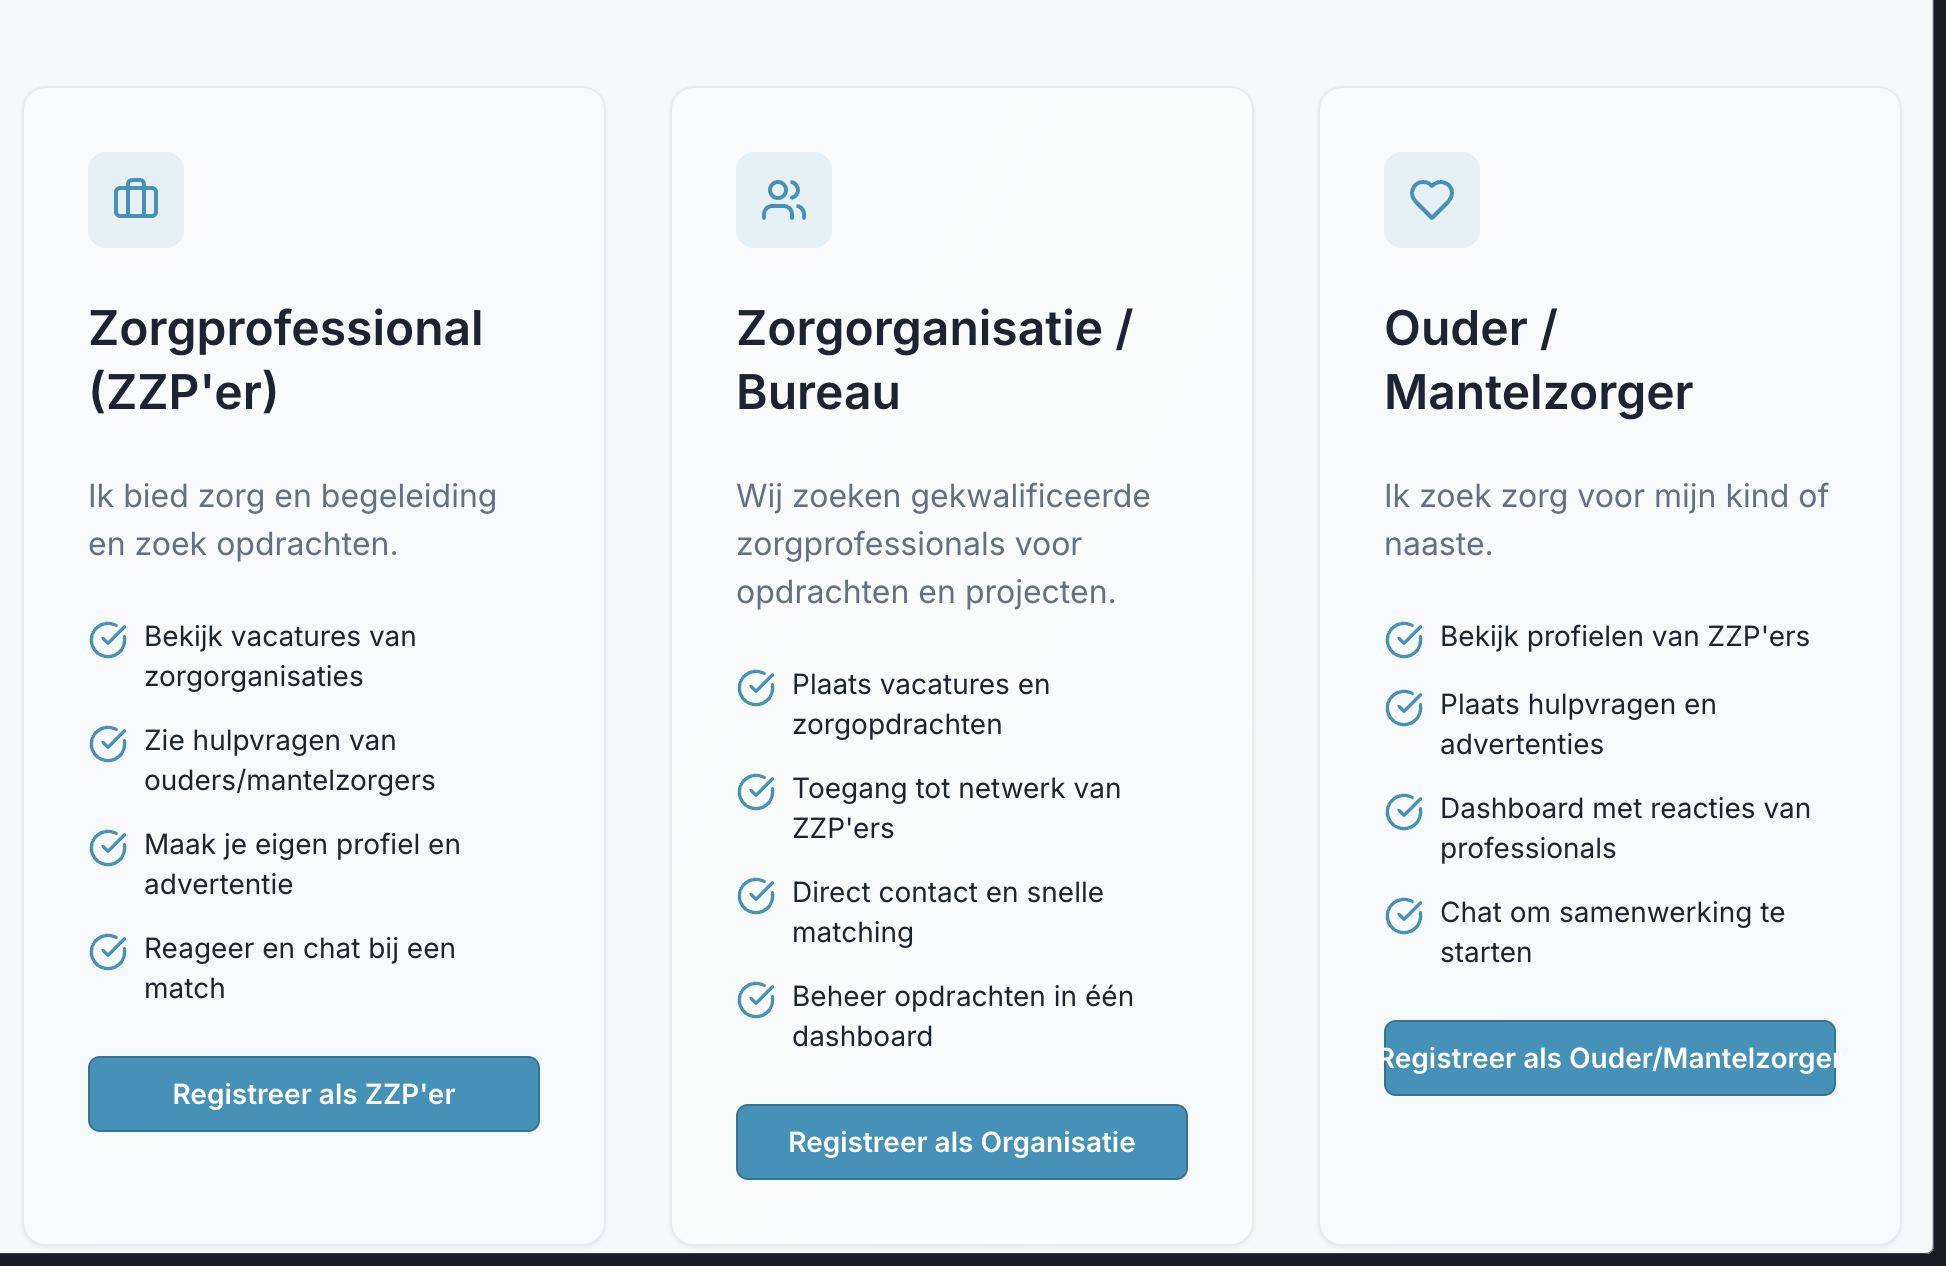 Zorgprofessional
(ZZP'er)
Ik bied zorg en begeleiding
en zoek opdrachten.
Bekijk vacatures van
zorgorganisaties
Zie hulpvragen van
ouders/mantelzorgers
Maak je eigen profiel en
advertentie
Reageer en chat bij een
match
Registreer als ZZP'er
Zorgorganisatie /
Bureau
Wij zoeken gekwalificeerde
zorgprofessionals voor
opdrachten en projecten.
Plaats vacatures en
zorgopdrachten
Toegang tot netwerk van
ZZP'ers
Direct contact en snelle
matching
Beheer opdrachten in één
dashboard
Registreer als Organisatie
Ouder /
Mantelzorger
Ik zoek zorg voor mijn kind of
naaste.
Bekijk profielen van ZZP'ers
Plaats hulpvragen en
advertenties
Dashboard met reacties van
professionals
Chat om samenwerking te
starten
Registreer als Ouder/Mantelzorger